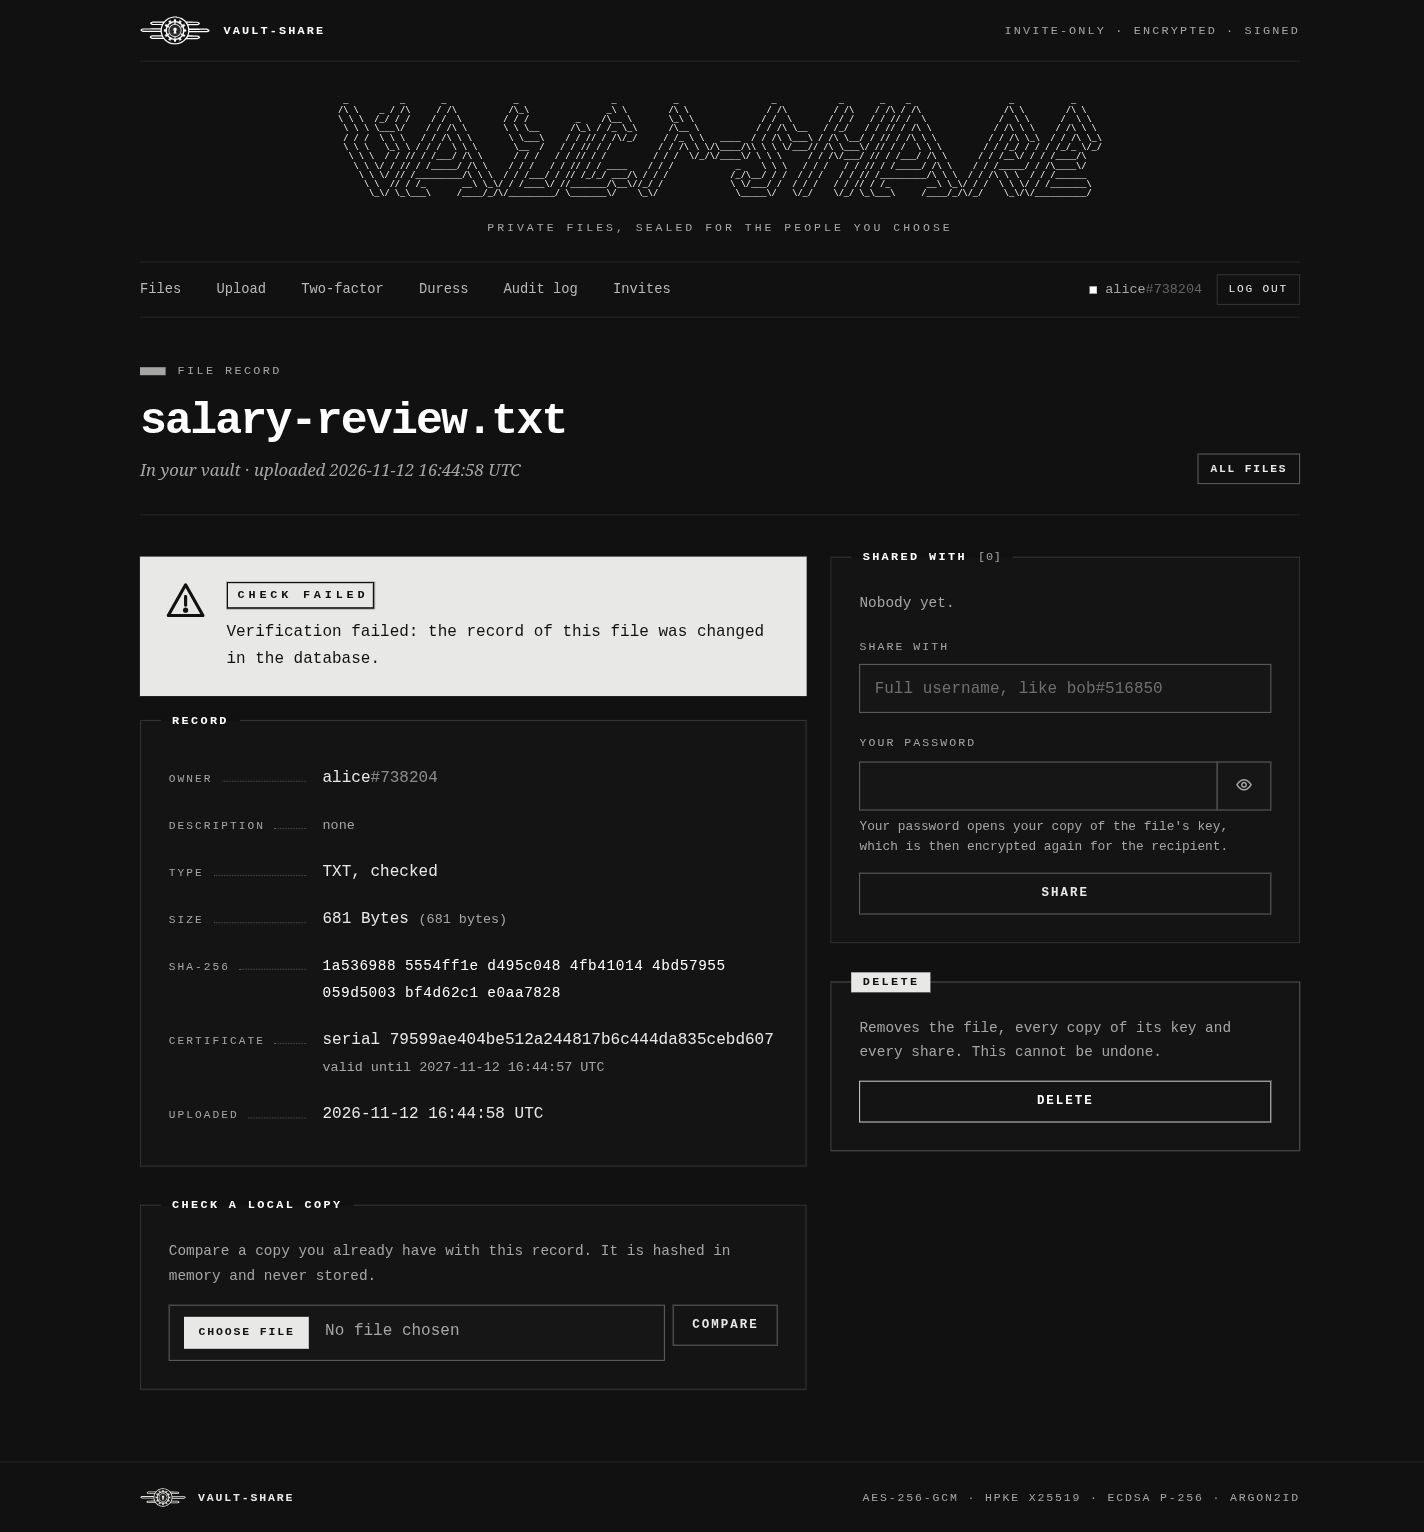 VAULT-SHARE
INVITE-ONLY · ENCRYPTED · SIGNED
VAULT-SHARE
PRIVATE FILES, SEALED FOR THE PEOPLE YOU CHOOSE
Files Upload Two-factor Duress Audit log Invites
alice#738204
LOG OUT
FILE RECORD
salary-review.txt
In your vault · uploaded 2026-11-12 16:44:58 UTC
ALL FILES
CHECK FAILED
Verification failed: the record of this file was changed
in the database.
RECORD
OWNER alice#738204
DESCRIPTION none
TYPE TXT, checked
SIZE 681 Bytes (681 bytes)
SHA-256 1a536988 5554ff1e d495c048 4fb41014 4bd57955
059d5003 bf4d62c1 e0aa7828
CERTIFICATE serial 79599ae404be512a244817b6c444da835cebd607
valid until 2027-11-12 16:44:57 UTC
UPLOADED 2026-11-12 16:44:58 UTC
CHECK A LOCAL COPY
Compare a copy you already have with this record. It is hashed in
memory and never stored.
CHOOSE FILE No file chosen
COMPARE
SHARED WITH [0]
Nobody yet.
SHARE WITH
Full username, like bob#516850
YOUR PASSWORD
Your password opens your copy of the file's key,
which is then encrypted again for the recipient.
SHARE
DELETE
Removes the file, every copy of its key and
every share. This cannot be undone.
DELETE
VAULT-SHARE
AES-256-GCM · HPKE X25519 · ECDSA P-256 · ARGON2ID